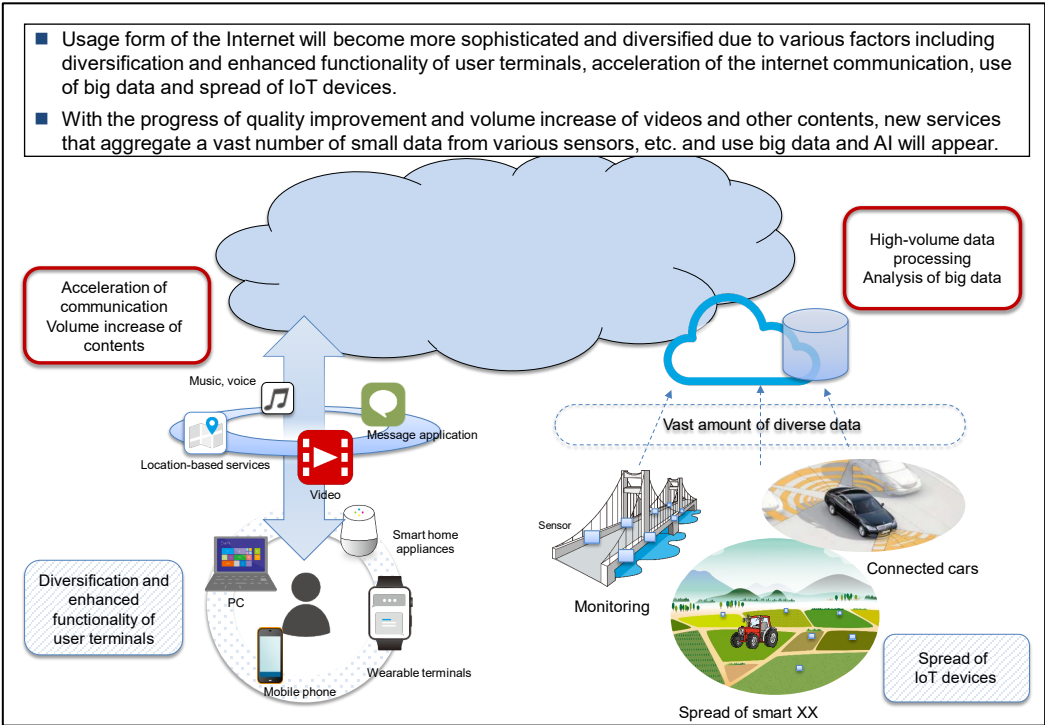 Usage form of the Internet will become more sophisticated and diversified due to various factors including
diversification and enhanced functionality of user terminals, acceleration of the internet communication, use
of big data and spread of IoT devices.
With the progress of quality improvement and volume increase of videos and other contents, new services
that aggregate a vast number of small data from various sensors, etc. and use big data and AI will appear.
High-volume data
processing
Analysis of big data
Acceleration of
communication
Volume increase of
contents
Music, voice
Message application
Location-based services
Video
Vast amount of diverse data
Sensor
Smart home
appliances
Connected cars
PC
Diversification and
enhanced
functionality of
user terminals
Monitoring
Wearable terminals
Mobile phone
Spread of
IoT devices
Spread of smart XX